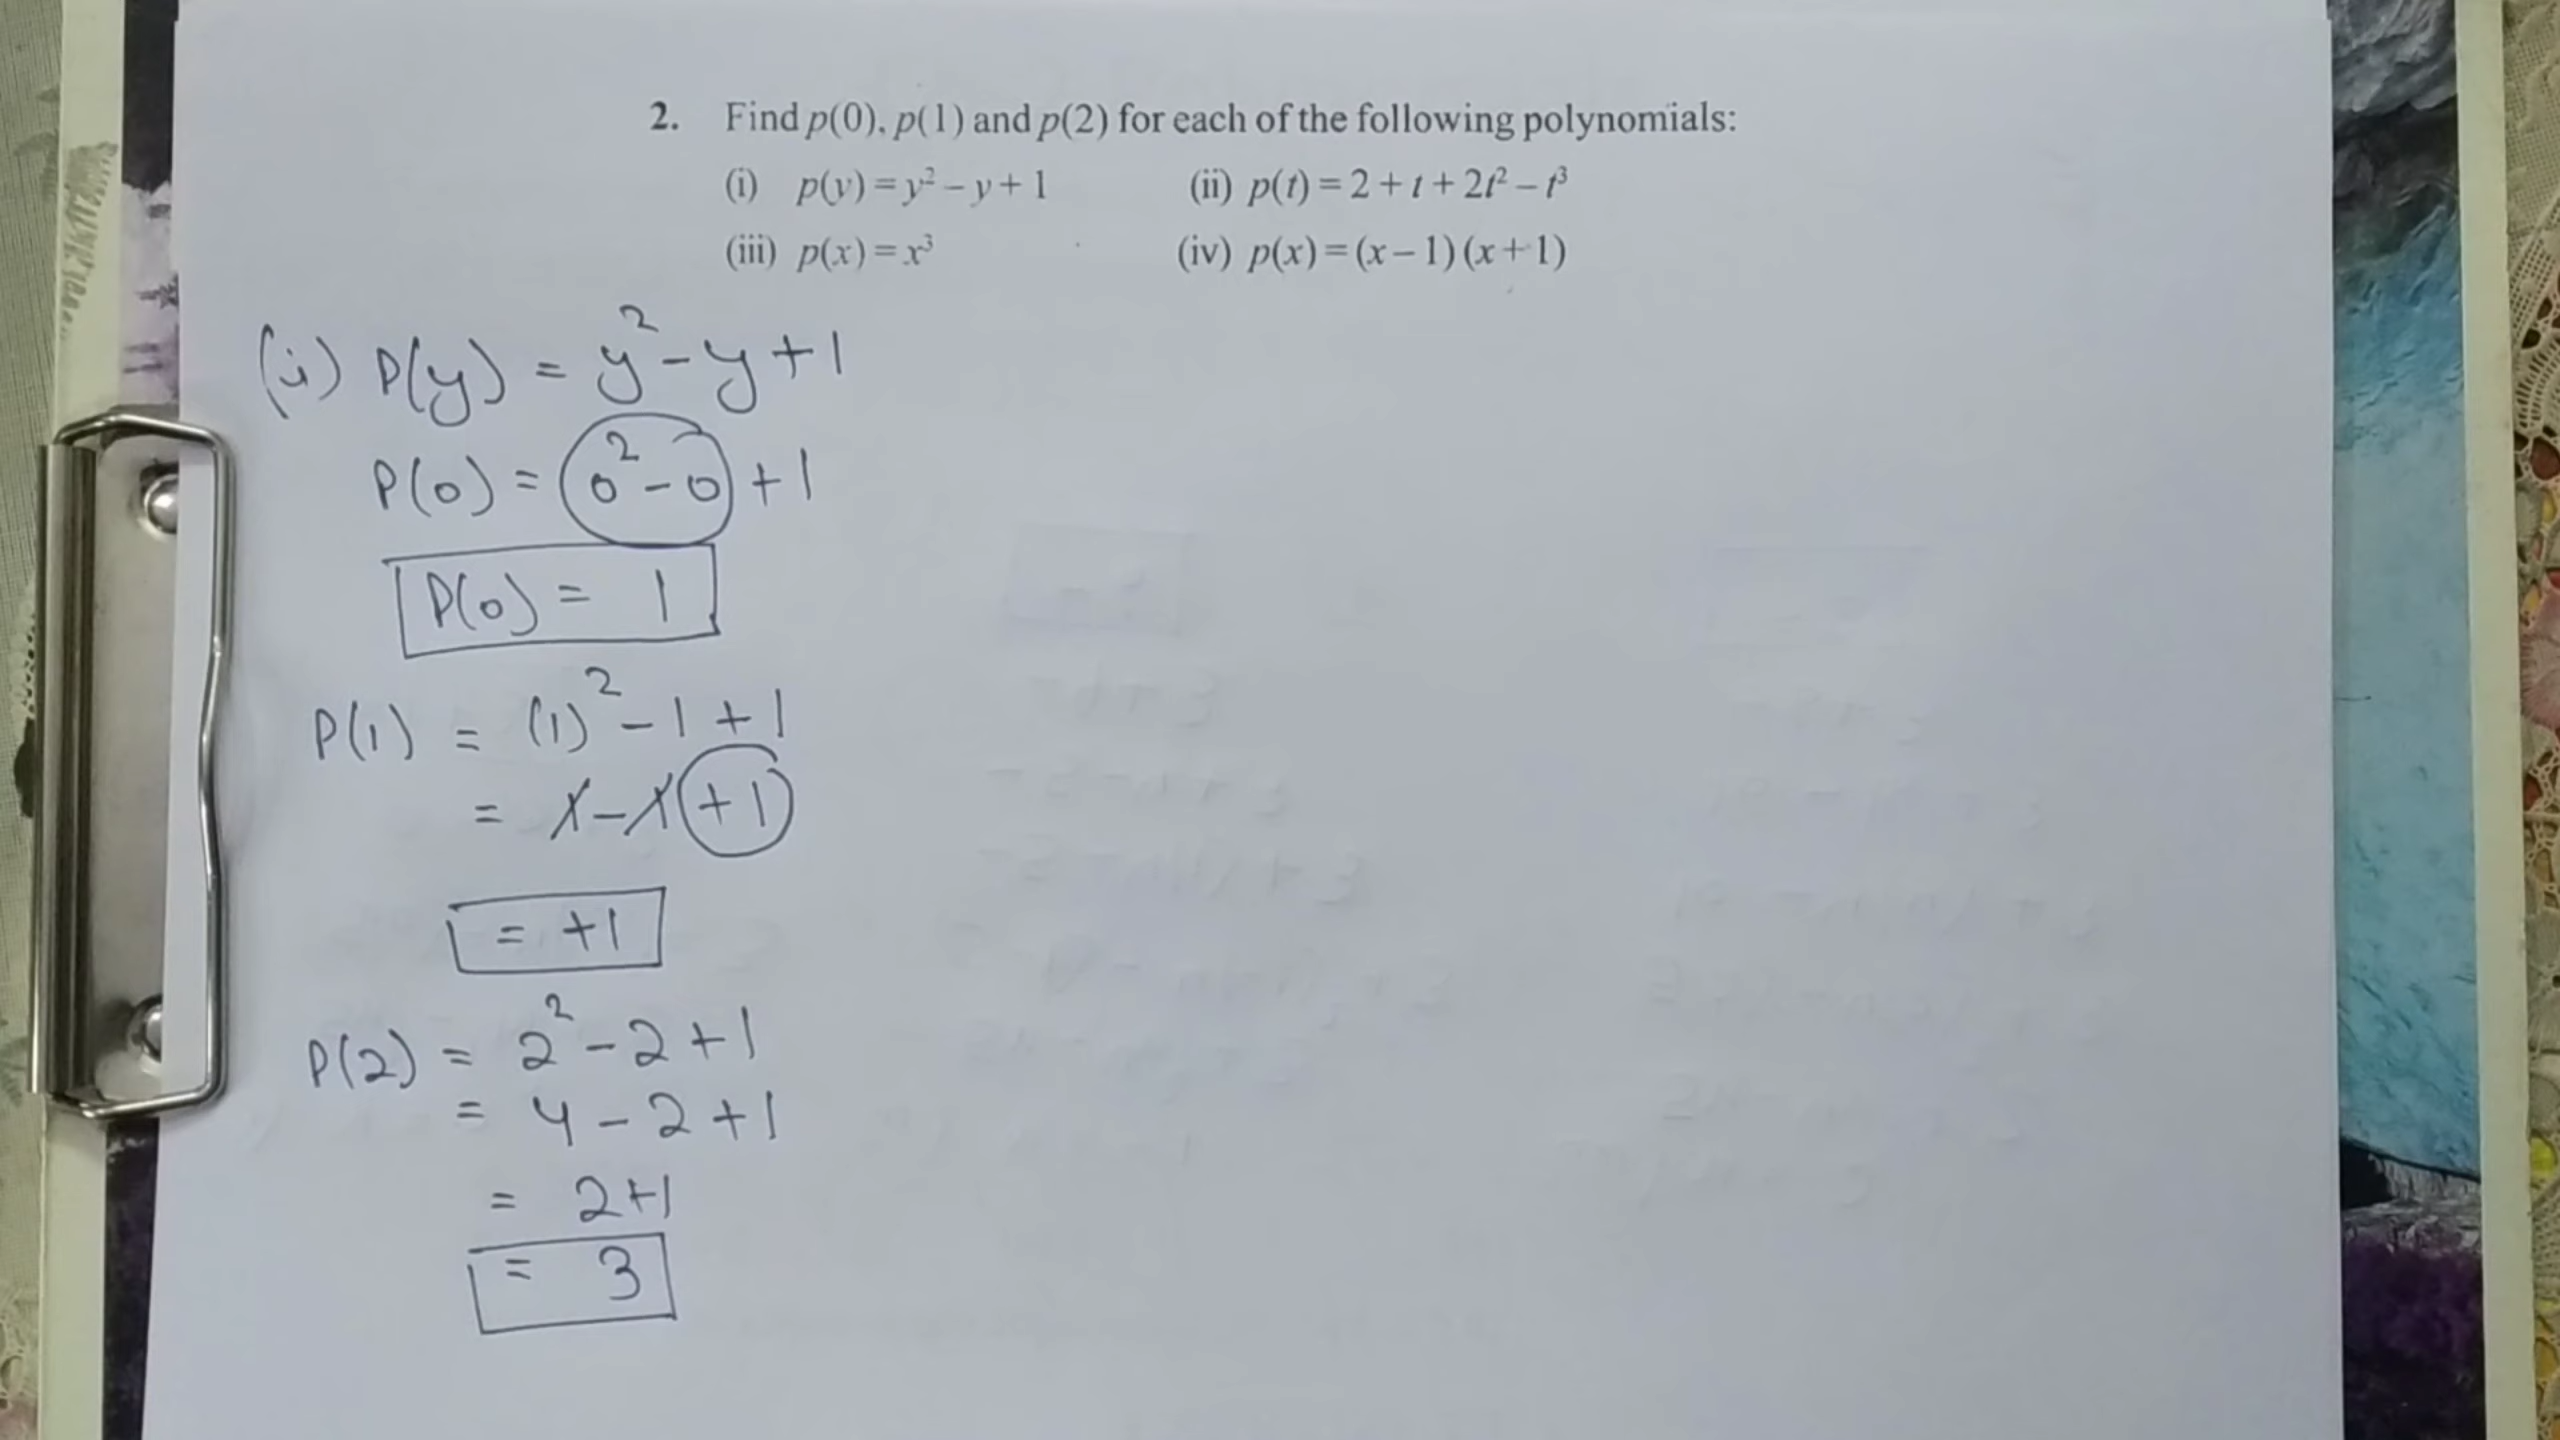 2. Find p(0), p(1) and p(2) for each of the following polynomials:
(i) p(y) = y² – y + 1 (ii) p(t) = 2 + t + 2t² – t³
(iii) p(x) = x³ (iv) p(x) = (x – 1) (x + 1)
(i) P(y) = y² - y + 1
P(0) = 0² - 0 + 1
P(0) = 1
P(1) = (1)² - 1 + 1
= 1 - 1 + 1
= +1
P(2) = 2² - 2 + 1
= 4 - 2 + 1
= 2+1
= 3